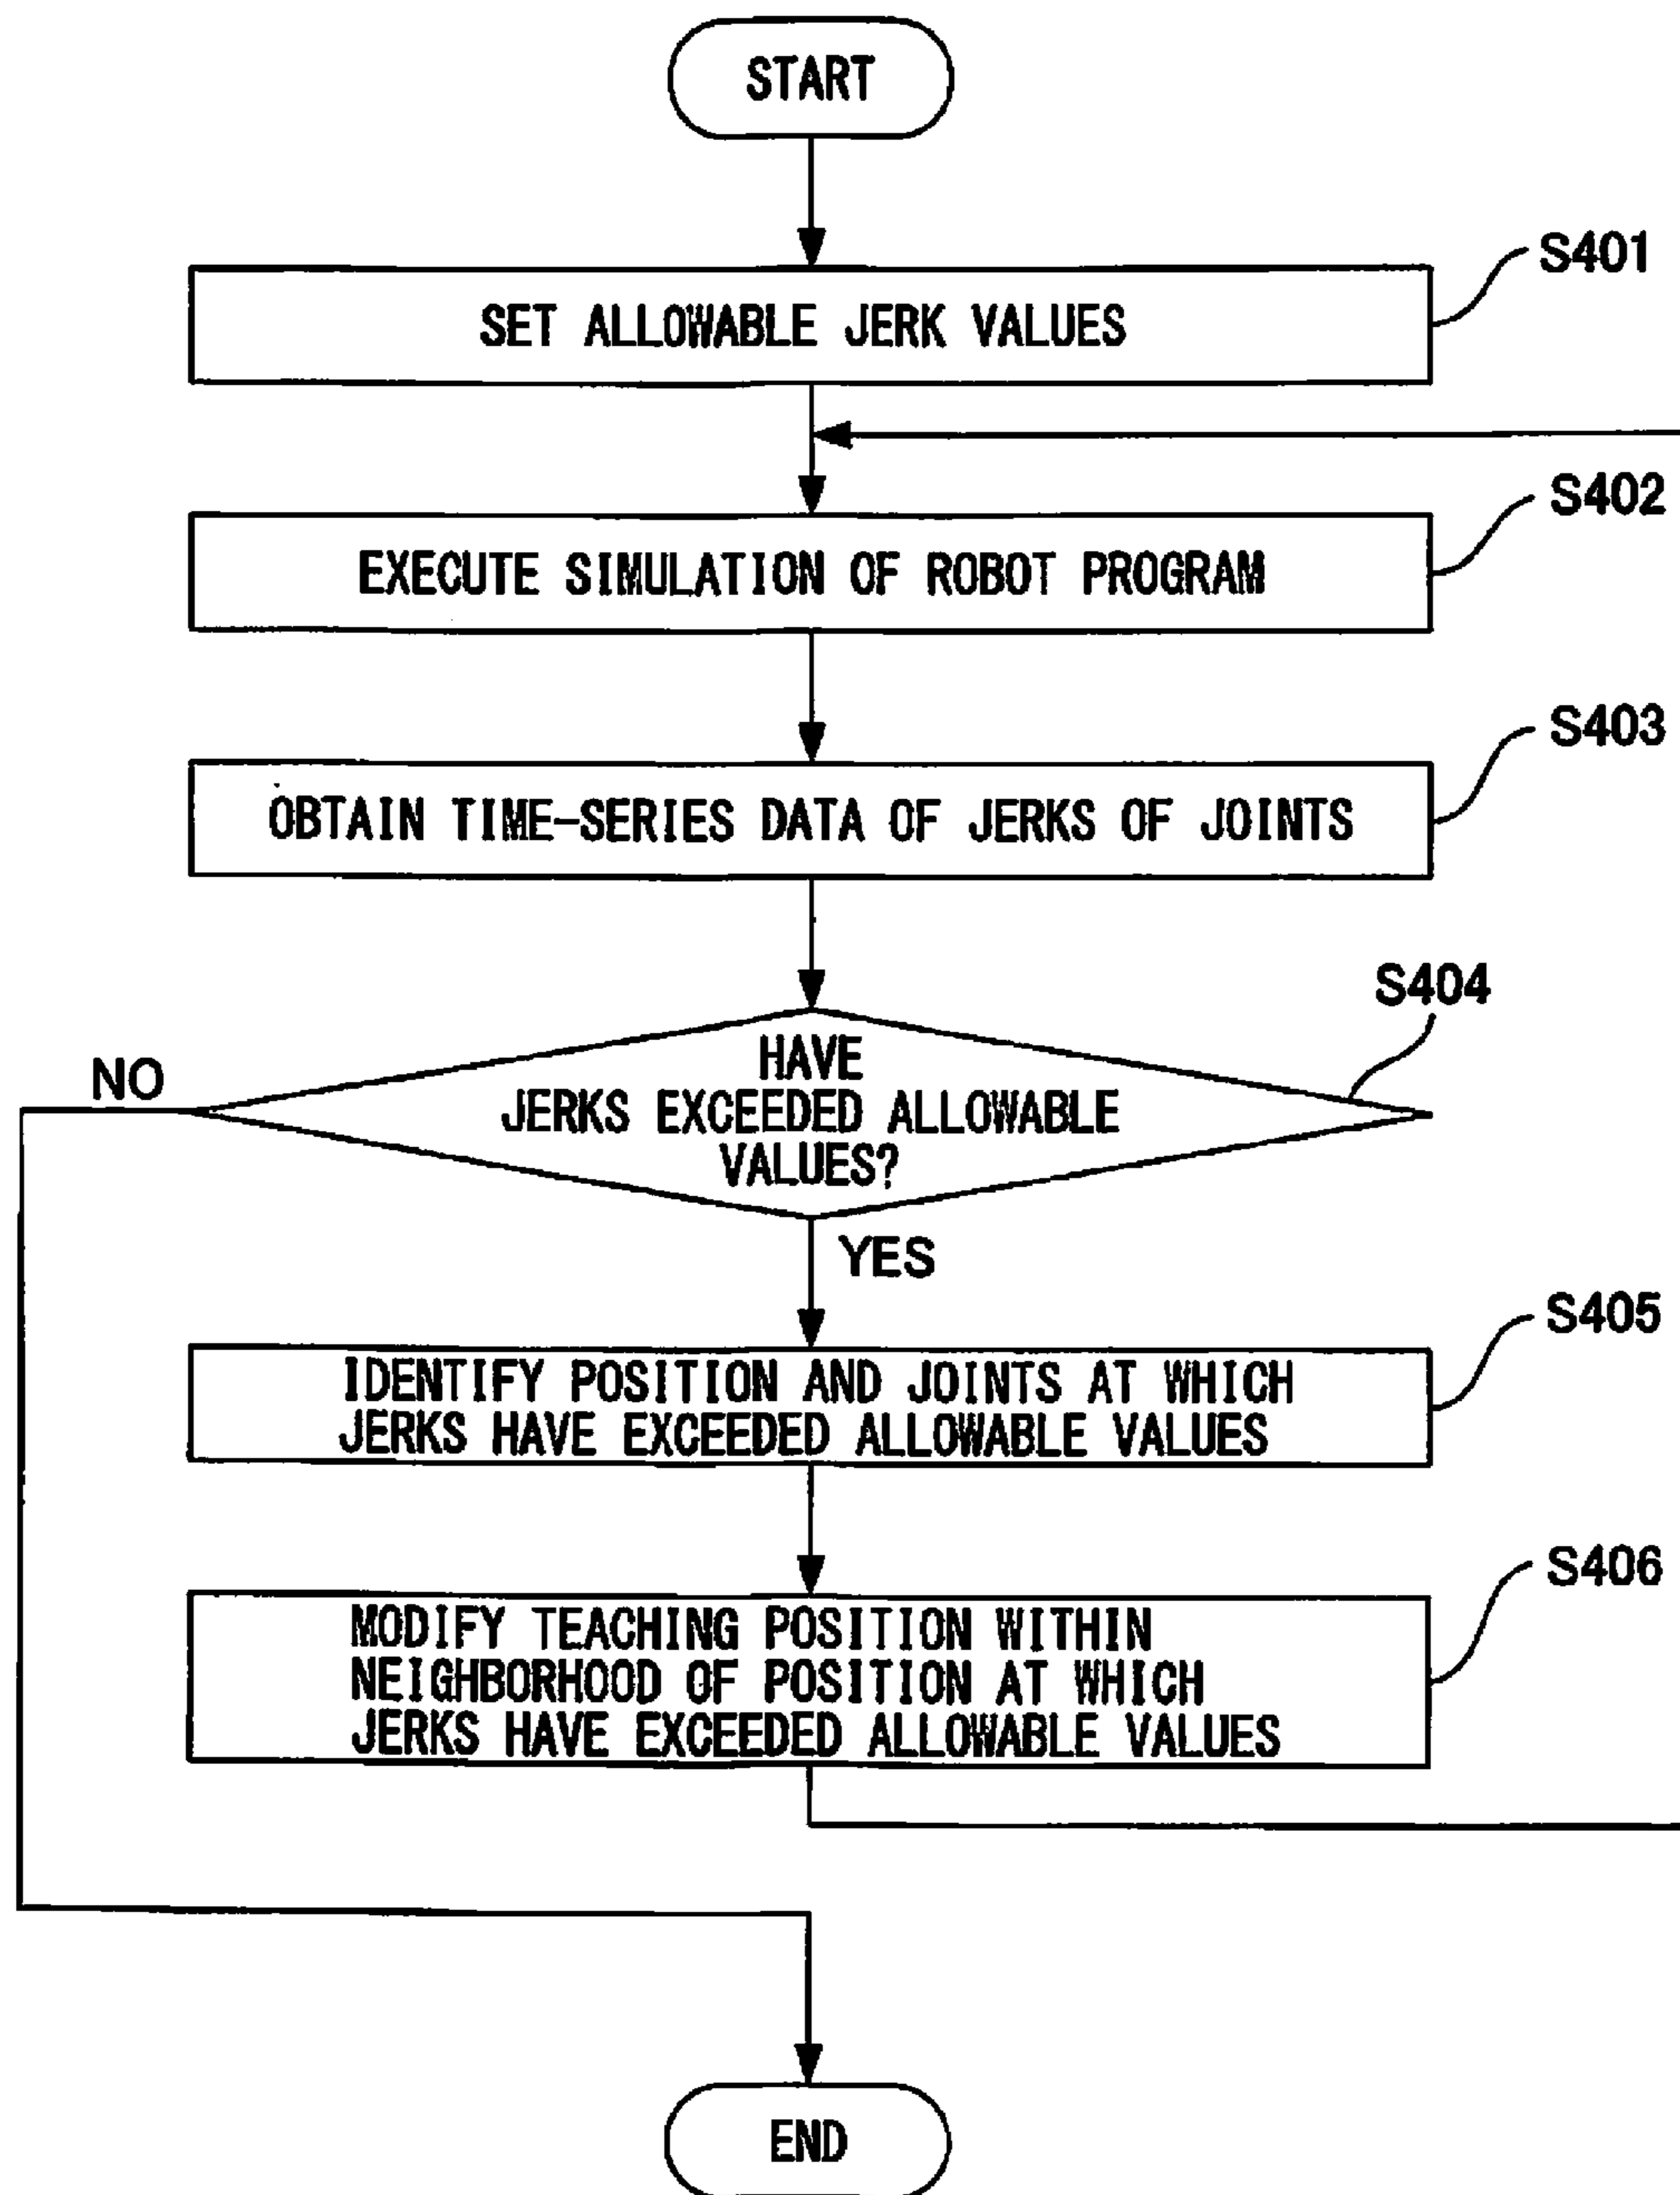 START
S401
SET ALLOWABLE JERK VALUES
S402
EXECUTE SIMULATION OF ROBOT PROGRAM
S403
OBTAIN TIME-SERIES DATA OF JERKS OF JOINTS
S404
NO
HAVE
JERKS EXCEEDED ALLOWABLE
VALUES?
YES
S405
IDENTIFY POSITION AND JOINTS AT WHICH
JERKS HAVE EXCEEDED ALLOWABLE VALUES
S406
MODIFY TEACHING POSITION WITHIN
NEIGHBORHOOD OF POSITION AT WHICH
JERKS HAVE EXCEEDED ALLOWABLE VALUES
END